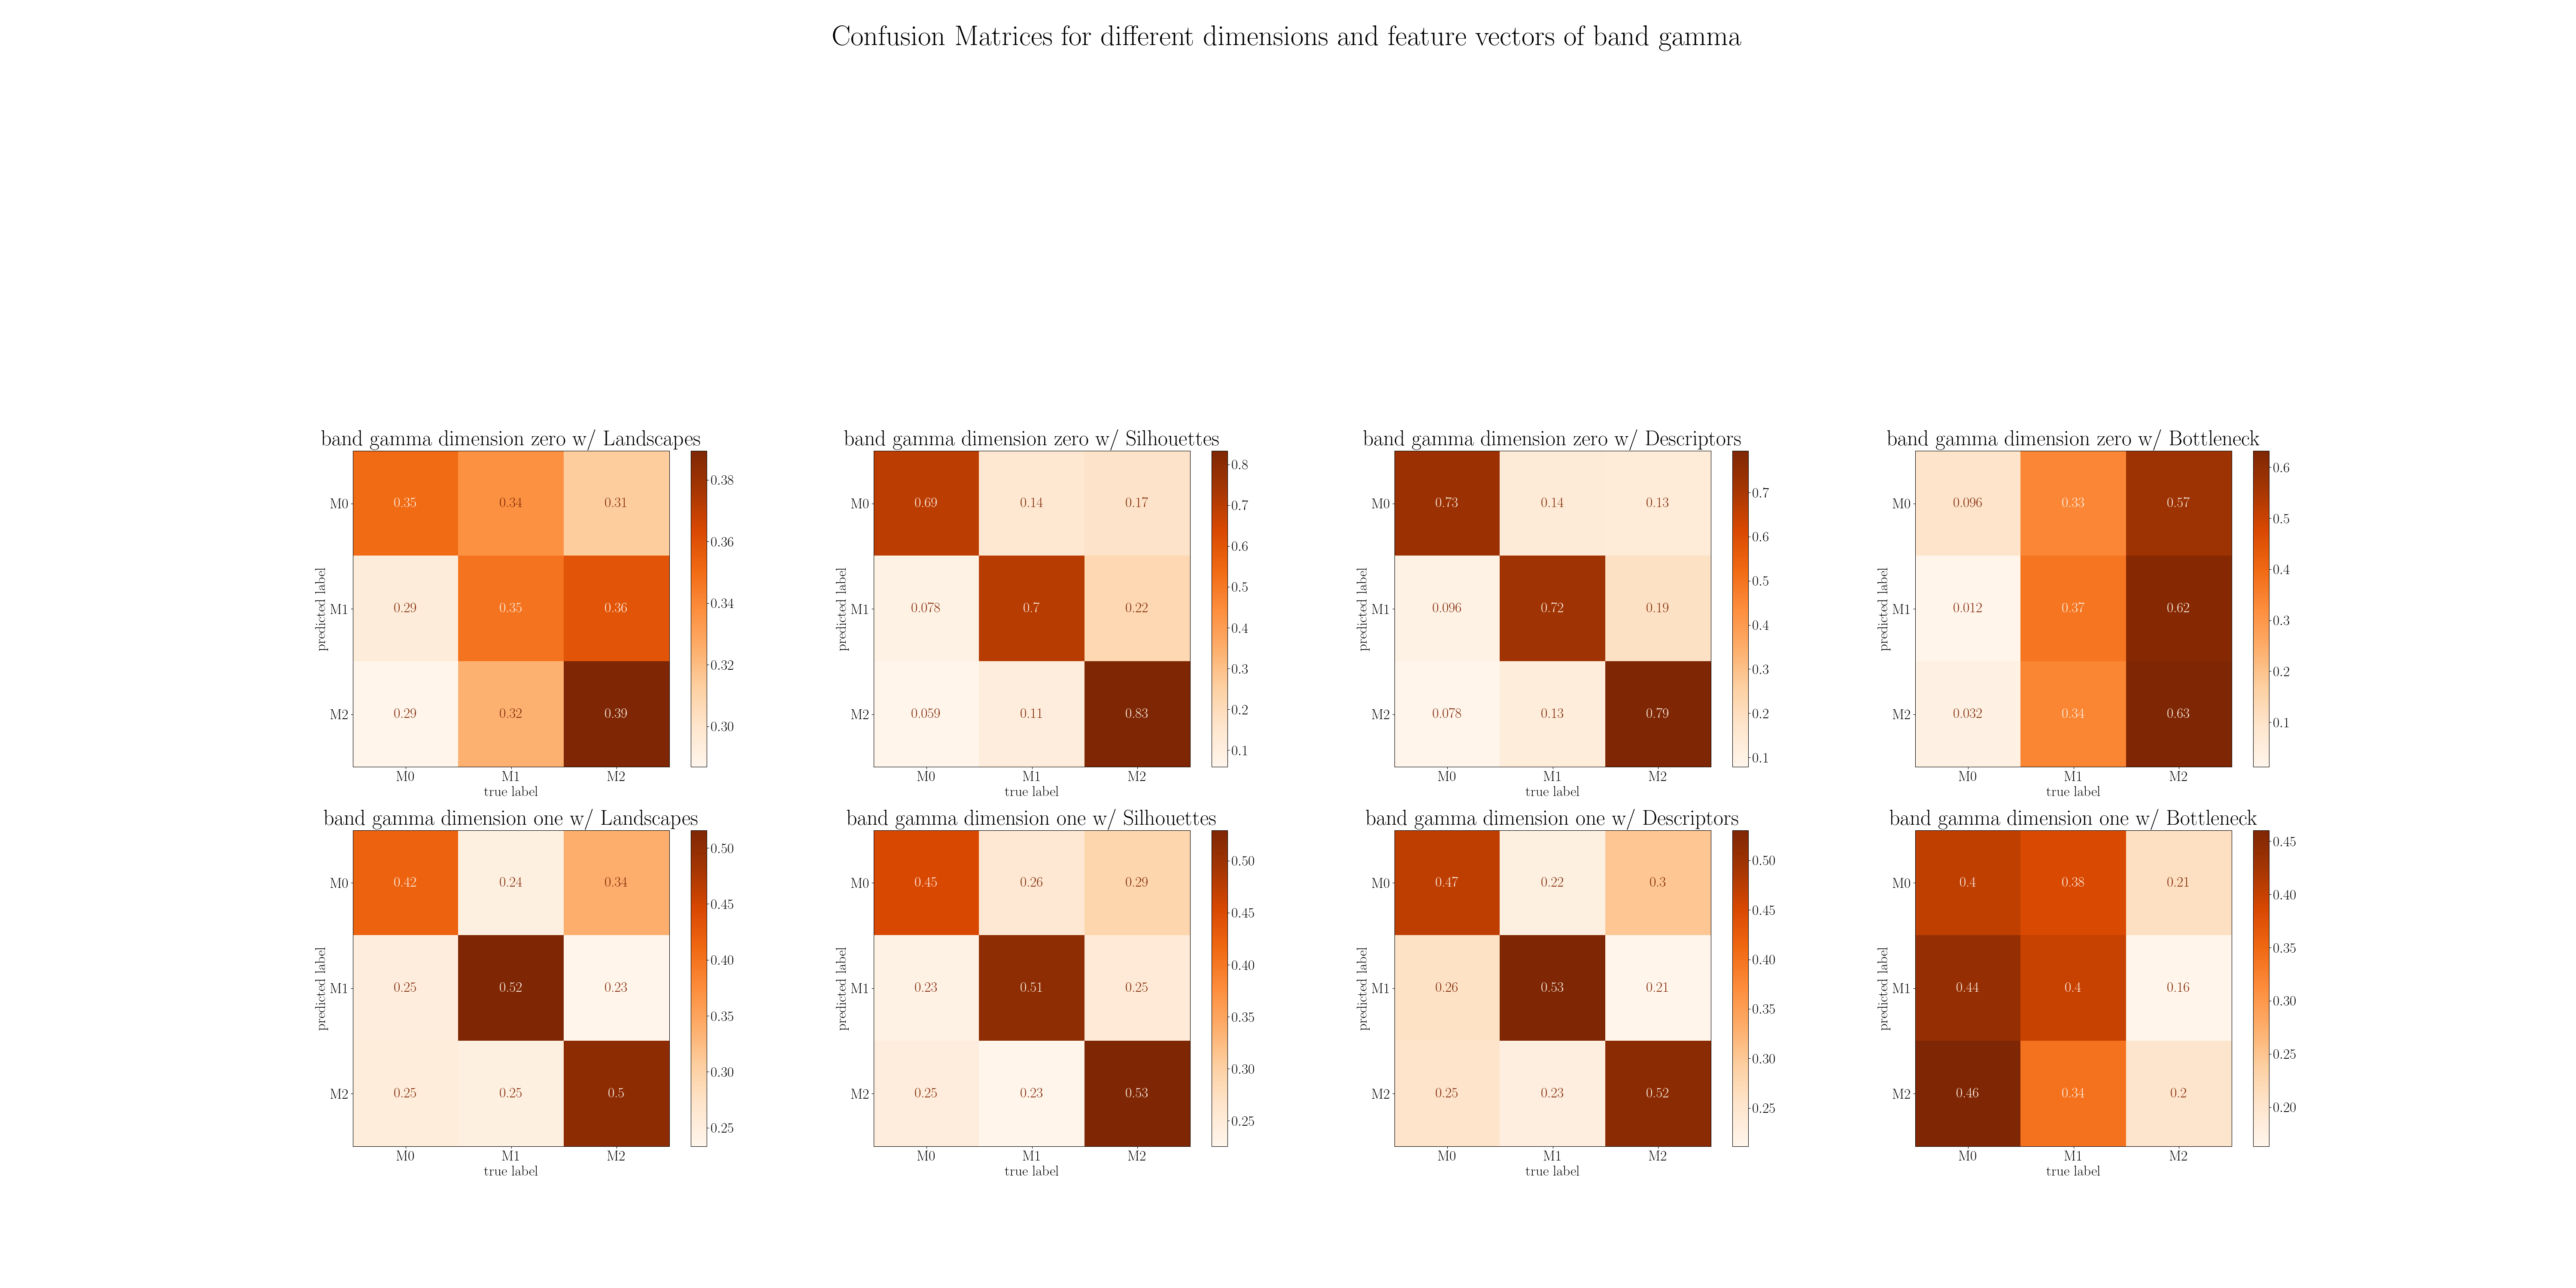 Confusion Matrices for different dimensions and feature vectors of band gamma
band gamma dimension zero w/ Landscapes
predicted label
M0 0.35 0.34 0.31
M1 0.29 0.35 0.36
M2 0.29 0.32 0.39
M0 M1 M2
true label
0.38
0.36
0.34
0.32
0.30
band gamma dimension zero w/ Silhouettes
predicted label
M0 0.69 0.14 0.17
M1 0.078 0.7 0.22
M2 0.059 0.11 0.83
M0 M1 M2
true label
0.8
0.7
0.6
0.5
0.4
0.3
0.2
0.1
band gamma dimension zero w/ Descriptors
predicted label
M0 0.73 0.14 0.13
M1 0.096 0.72 0.19
M2 0.078 0.13 0.79
M0 M1 M2
true label
0.7
0.6
0.5
0.4
0.3
0.2
0.1
band gamma dimension zero w/ Bottleneck
predicted label
M0 0.096 0.33 0.57
M1 0.012 0.37 0.62
M2 0.032 0.34 0.63
M0 M1 M2
true label
0.6
0.5
0.4
0.3
0.2
0.1
band gamma dimension one w/ Landscapes
predicted label
M0 0.42 0.24 0.34
M1 0.25 0.52 0.23
M2 0.25 0.25 0.5
M0 M1 M2
true label
0.50
0.45
0.40
0.35
0.30
0.25
band gamma dimension one w/ Silhouettes
predicted label
M0 0.45 0.26 0.29
M1 0.23 0.51 0.25
M2 0.25 0.23 0.53
M0 M1 M2
true label
0.50
0.45
0.40
0.35
0.30
0.25
band gamma dimension one w/ Descriptors
predicted label
M0 0.47 0.22 0.3
M1 0.26 0.53 0.21
M2 0.25 0.23 0.52
M0 M1 M2
true label
0.50
0.45
0.40
0.35
0.30
0.25
band gamma dimension one w/ Bottleneck
predicted label
M0 0.4 0.38 0.21
M1 0.44 0.4 0.16
M2 0.46 0.34 0.2
M0 M1 M2
true label
0.45
0.40
0.35
0.30
0.25
0.20